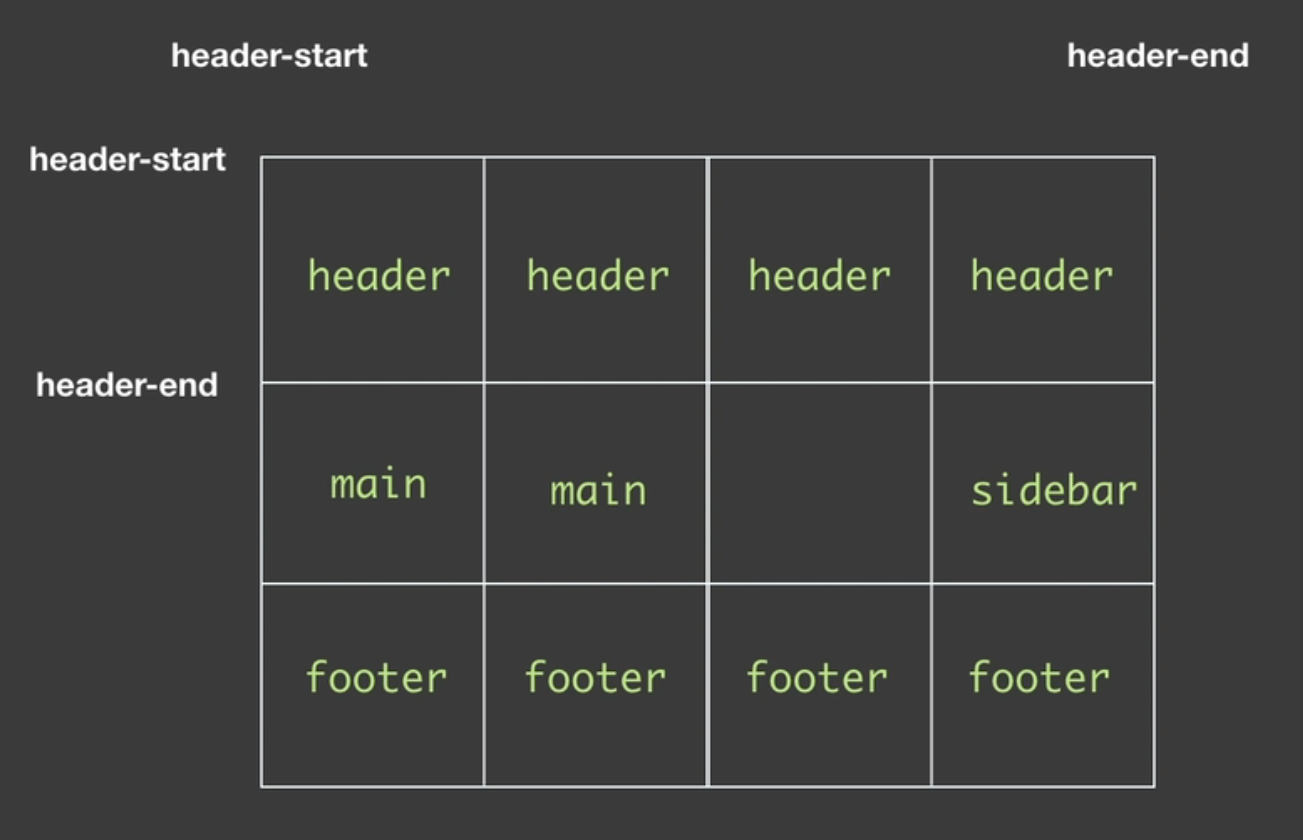 header-start header-end
header-start
header header header header
header-end
main main sidebar
footer footer footer footer